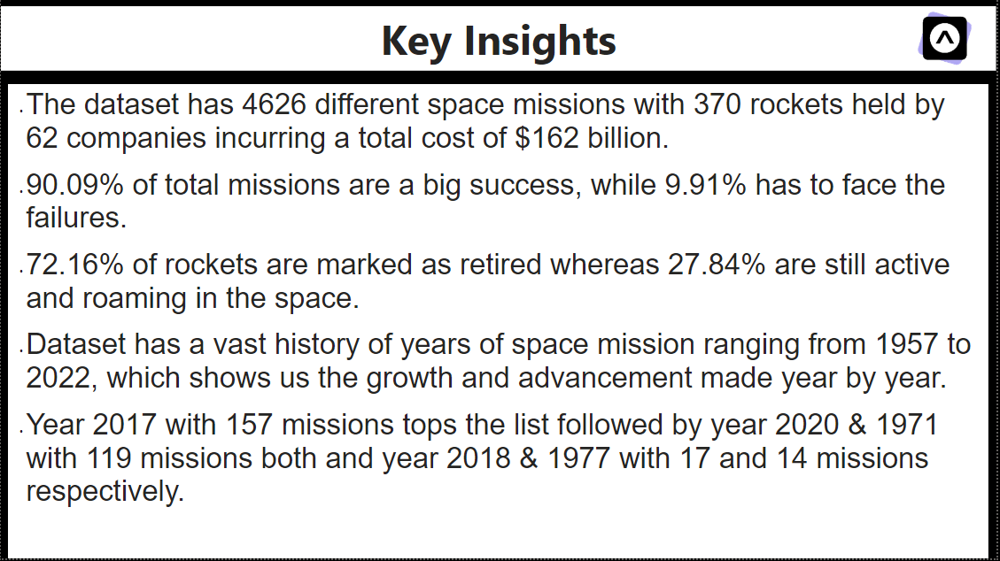 Key Insights
.The dataset has 4626 different space missions with 370 rockets held by
62 companies incurring a total cost of $162 billion.
.90.09% of total missions are a big success, while 9.91% has to face the
failures.
.72.16% of rockets are marked as retired whereas 27.84% are still active
and roaming in the space.
.Dataset has a vast history of years of space mission ranging from 1957 to
2022, which shows us the growth and advancement made year by year.
.Year 2017 with 157 missions tops the list followed by year 2020 & 1971
with 119 missions both and year 2018 & 1977 with 17 and 14 missions
respectively.